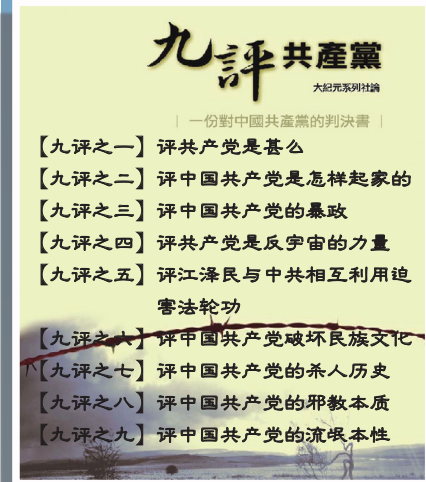 九評共產黨
大紀元系列社論
一份對中國共產黨的判決書
【九评之一】评共产党是甚么
【九评之二】评中国共产党是怎样起家的
【九评之三】评中国共产党的暴政
【九评之四】评共产党是反宇宙的力量
【九评之五】评江泽民与中共相互利用迫
害法轮功
【九评之六】评中国共产党破坏民族文化
【九评之七】评中国共产党的杀人历史
【九评之八】评中国共产党的邪教本质
【九评之九】评中国共产党的流氓本性